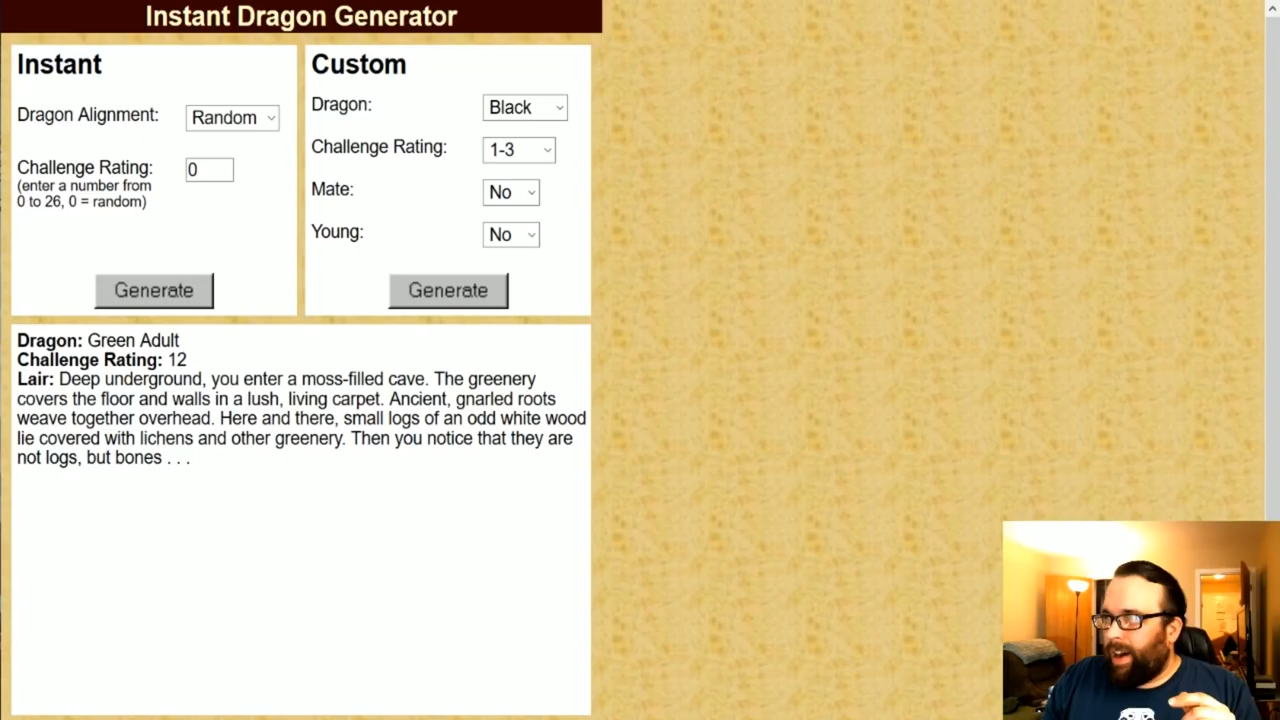 Instant Dragon Generator
Instant
Dragon Alignment: Random
Challenge Rating: 0
(enter a number from
0 to 26, 0 = random)
Generate
Custom
Dragon: Black
Challenge Rating: 1-3
Mate: No
Young: No
Generate
Dragon: Green Adult
Challenge Rating: 12
Lair: Deep underground, you enter a moss-filled cave. The greenery
covers the floor and walls in a lush, living carpet. Ancient, gnarled roots
weave together overhead. Here and there, small logs of an odd white wood
lie covered with lichens and other greenery. Then you notice that they are
not logs, but bones . . .